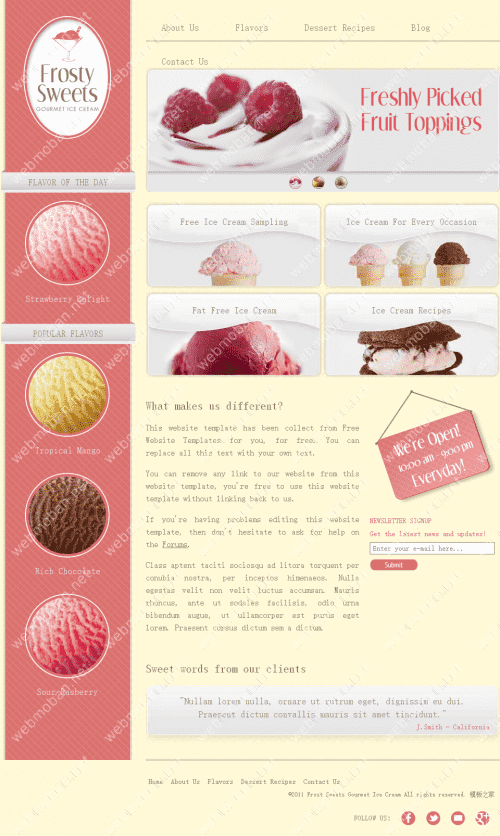 About Us Flavors Dessert Recipes Blog
Contact Us
Frosty
Sweets
GOURMET ICE CREAM
FLAVOR OF THE DAY
Strawberry Delight
POPULAR FLAVORS
Tropical Mango
Rich Chocolate
Sour Rasberry
Freshly Picked
Fruit Toppings
Free Ice Cream Sampling
Ice Cream For Every Occasion
Fat Free Ice Cream
Ice Cream Recipes
What makes us different?
This website template has been collect from Free
Website Templates for you, for free. You can
replace all this text with your own text.
You can remove any link to our website from this
website template, you're free to use this website
template without linking back to us.
If you're having problems editing this website
template, then don't hesitate to ask for help on
the Forums.
Class aptent taciti sociosqu ad litora torquent per
conubia nostra, per inceptos himenaeos. Nulla
egestas velit non velit luctus accumsan. Mauris
rhoncus, ante ut sodales facilisis, odio urna
bibendum augue, ut ullamcorper est purus eget
lorem. Praesent cursus dictum sem a dictum.
We're Open!
10:00 am - 9:00 pm
Everyday!
NEWSLETTER SIGNUP
Get the latest news and updates!
Enter your e-mail here...
Submit
Sweet words from our clients
"Nullam lorem nulla, ornare ut rutrum eget, dignissim eu dui.
Praesent dictum convallis mauris sit amet tincidunt."
J.Smith - California
Home About Us Flavors Dessert Recipes Contact Us
©2011 Frost Sweets Gourmet Ice Cream All rights reserved. 模板之家
FOLLOW US:
webmoban.net